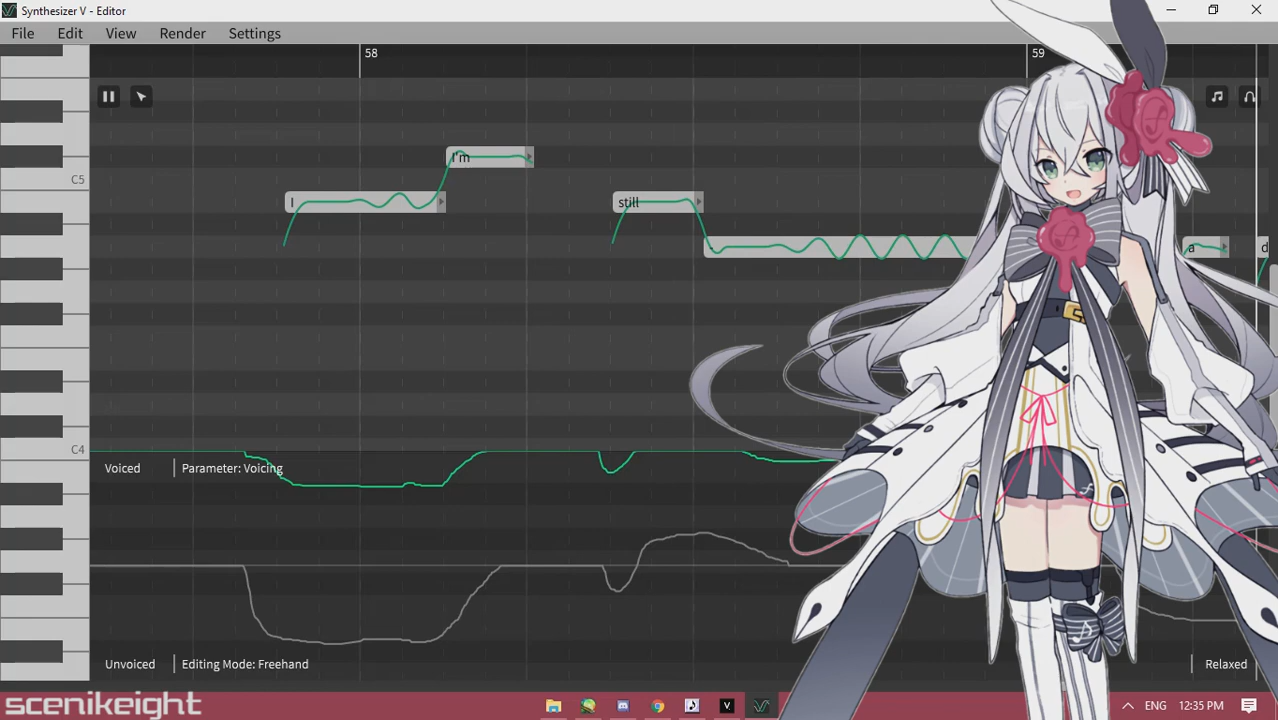 Synthesizer V - Editor
File Edit View Render Settings
58 59
I'm
C5
I still
- a d
C4
Voiced Parameter: Voicing
Unvoiced Editing Mode: Freehand Relaxed
scenikeight
ENG 12:35 PM